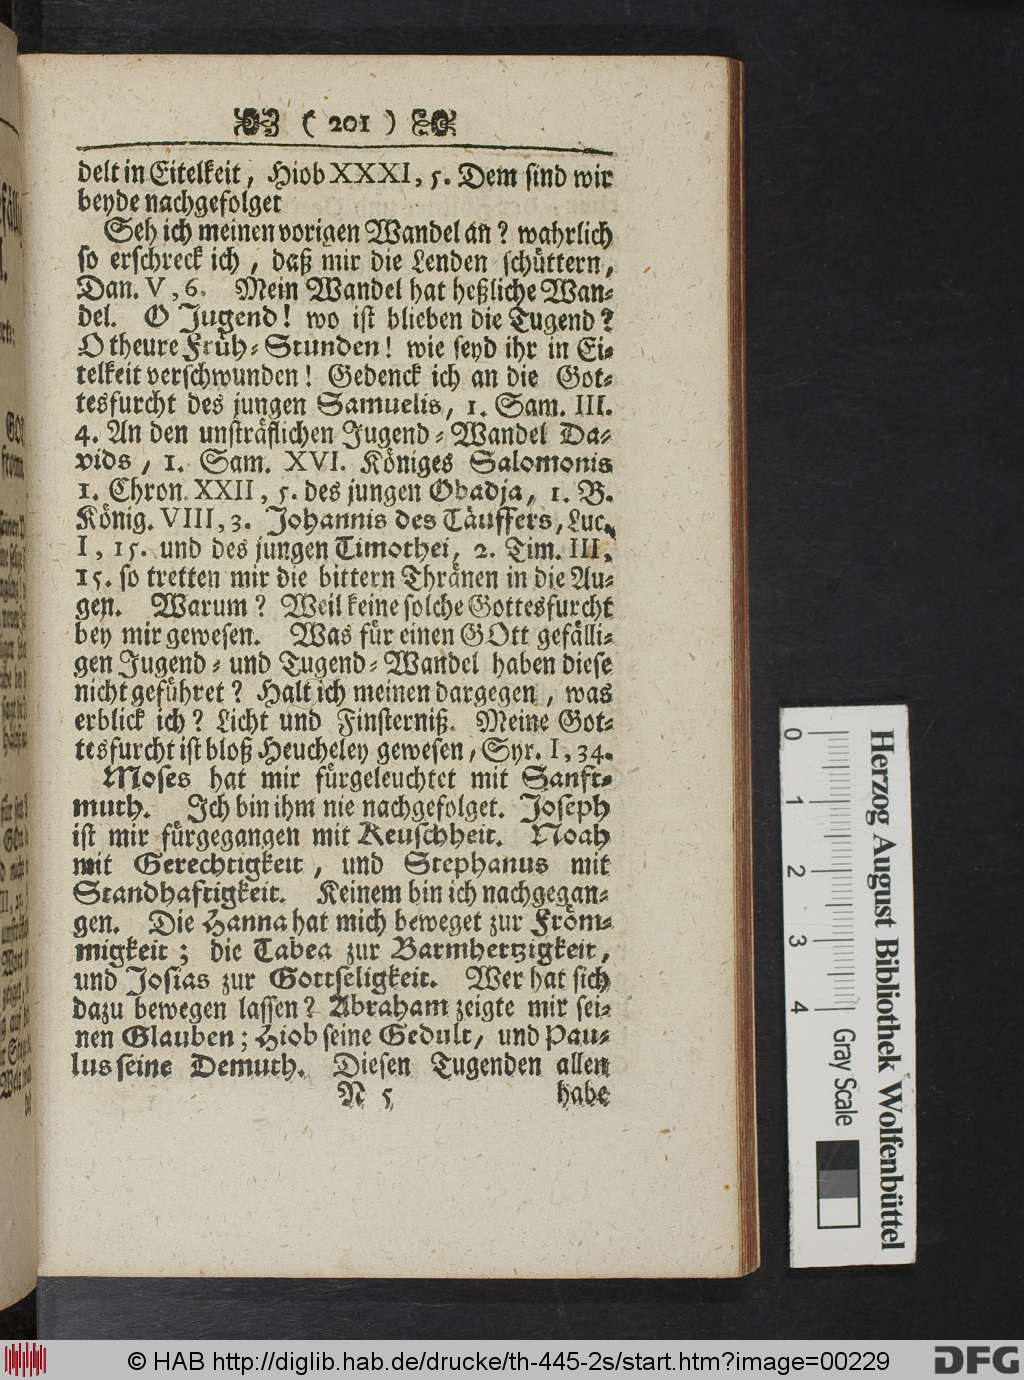 ( 201 )
delt in Eitelkeit, Hiob XXXI, 5. Dem sind wir
beyde nachgefolget
Seh ich meinen vorigen Wandel an? wahrlich
so erschreck ich, daß mir die Lenden schüttern,
Dan. V, 6. Mein Wandel hat heßliche Wan-
del. O Jugend! wo ist blieben die Tugend?
O theure Früh-Stunden! wie seyd ihr in Ei-
telkeit verschwunden! Gedenck ich an die Got-
tesfurcht des jungen Samuelis, 1. Sam. III.
4. An den unsträflichen Jugend-Wandel Da-
vids, 1. Sam. XVI. Königes Salomonis
1. Chron. XXII, 5. des jungen Obadja, 1. B.
König. VIII, 3. Johannis des Täuffers, Luc.
I, 15. und des jungen Timothei, 2. Tim. III.
15. so tretten mir die bittern Thränen in die Au-
gen. Warum? Weil keine solche Gottesfurcht
bey mir gewesen. Was für einen GOtt gefälli-
gen Jugend- und Tugend-Wandel haben diese
nicht geführet? Halt ich meinen dargegen, was
erblick ich? Licht und Finsterniß. Meine Got-
tesfurcht ist bloß Heucheley gewesen, Syr. I, 34.
Moses hat mir fürgeleuchtet mit Sanft-
muth. Ich bin ihm nie nachgefolget. Joseph
ist mir fürgegangen mit Keuschheit. Noah
mit Gerechtigkeit, und Stephanus mit
Standhaftigkeit. Keinem bin ich nachgegan-
gen. Die Hanna hat mich beweget zur Fröm-
migkeit; die Tabea zur Barmhertzigkeit,
und Josias zur Gottseligkeit. Wer hat sich
dazu bewegen lassen? Abraham zeigte mir sei-
nen Glauben; Hiob seine Gedult, und Pau-
lus seine Demuth. Diesen Tugenden allen
N 5 habe
Herzog August Bibliothek Wolfenbüttel
0 1 2 3 4 Gray Scale
© HAB http://diglib.hab.de/drucke/th-445-2s/start.htm?image=00229
DFG